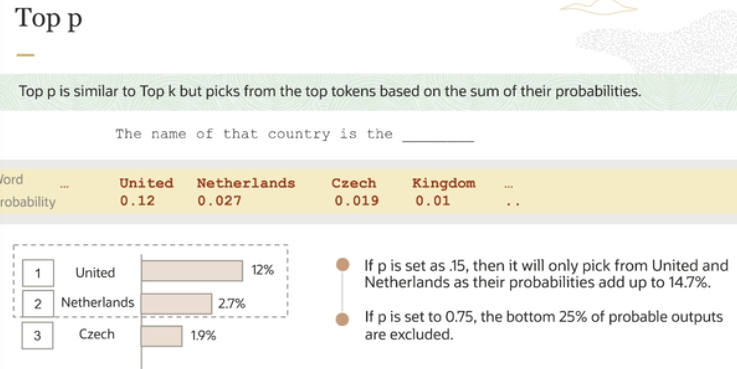 Top p
Top p is similar to Top k but picks from the top tokens based on the sum of their probabilities.
The name of that country is the ________
... United Netherlands Czech Kingdom ...
0.12 0.027 0.019 0.01 ..
1 United 12%
2 Netherlands 2.7%
3 Czech 1.9%
If p is set as .15, then it will only pick from United and
Netherlands as their probabilities add up to 14.7%.
If p is set to 0.75, the bottom 25% of probable outputs
are excluded.